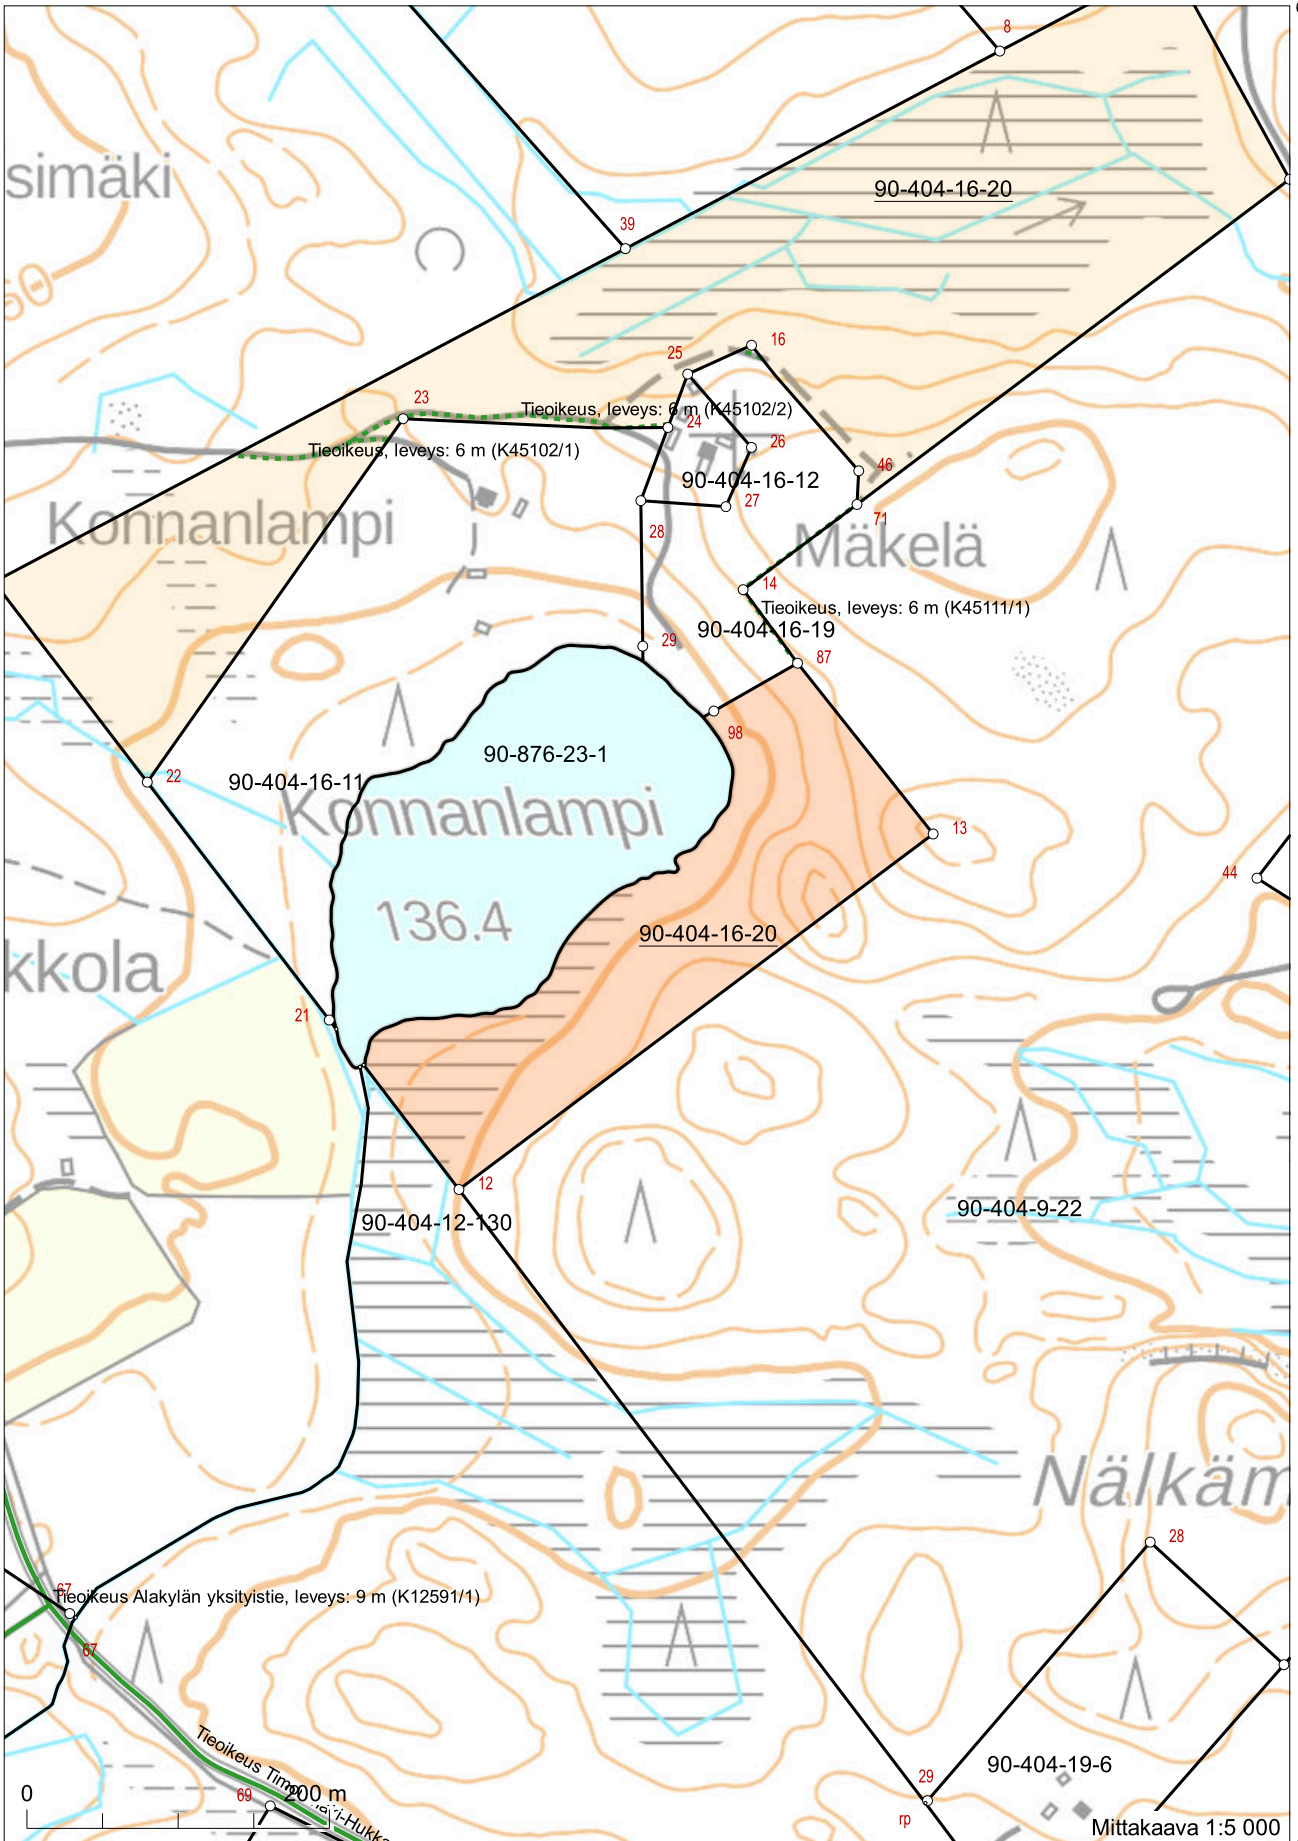 8
simäki
90-404-16-20
39
16
25
23
Tieoikeus, leveys: 6 m (K45102/2)
24
Tieoikeus, leveys: 6 m (K45102/1)
26
46
90-404-16-12
27
Konnanlampi
28
71
Mäkelä
14
Tieoikeus, leveys: 6 m (K45111/1)
90-404-16-19
29
87
98
90-876-23-1
22
90-404-16-11
Konnanlampi
13
44
136.4
90-404-16-20
kkola
21
12
90-404-9-22
90-404-12-130
Nälkäm
28
67
Tieoikeus Alakylän yksityistie, leveys: 9 m (K12591/1)
67
90-404-19-6
29
rp
69
0
200 m
Mittakaava 1:5 000